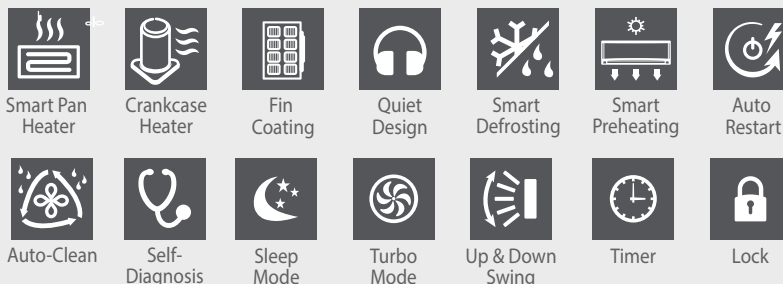 Smart Pan Heater
Crankcase Heater
Fin Coating
Quiet Design
Smart Defrosting
Smart Preheating
Auto Restart
Auto-Clean
Self-Diagnosis
Sleep Mode
Turbo Mode
Up & Down Swing
Timer
Lock